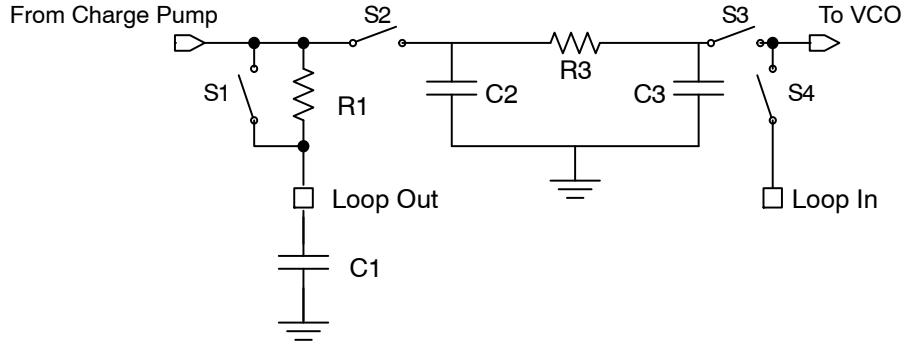 From Charge Pump
S2
S3
To VCO
S1
R1
C2
R3
C3
S4
Loop Out
Loop In
C1